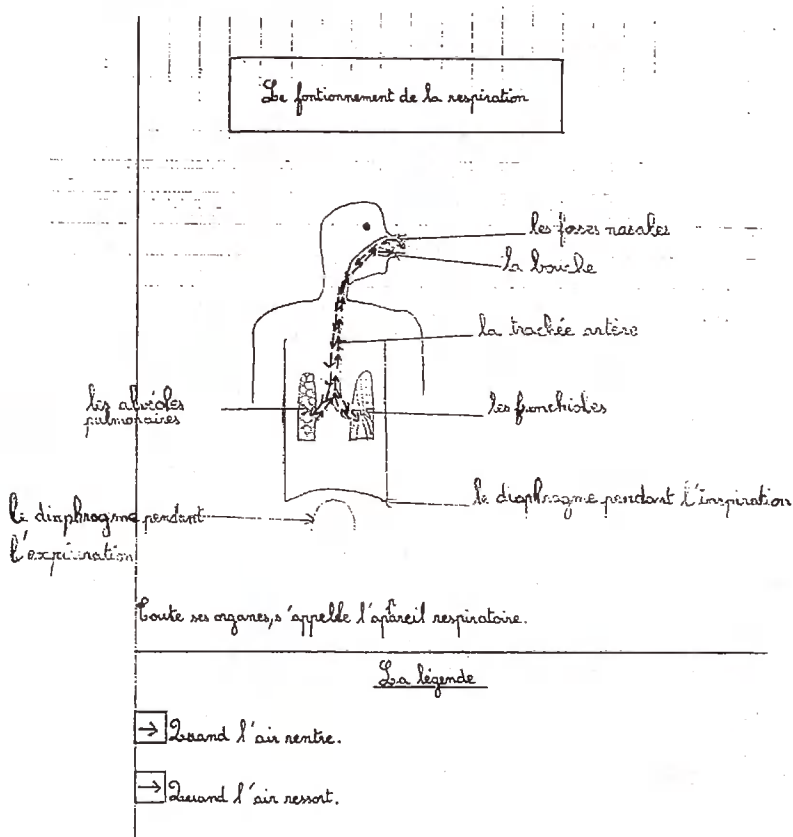 Le fontionnement de la respiration
les fosses nasales
la bouche
la trachée artère
les alvéoles
pulmonaires
les bronchioles
le diaphragme pendant l'inspiration
le diaphragme pendant
l'expiration
Toute ses organes, s'appelle l'appareil respiratoire.
La légende
→ Quand l'air rentre.
→ Quand l'air ressort.